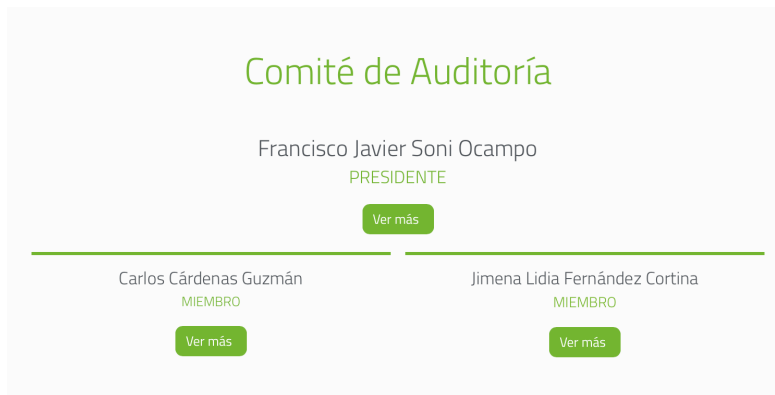 Comité de Auditoría
Francisco Javier Soni Ocampo
PRESIDENTE
Ver más
Carlos Cárdenas Guzmán
MIEMBRO
Ver más
Jimena Lidia Fernández Cortina
MIEMBRO
Ver más